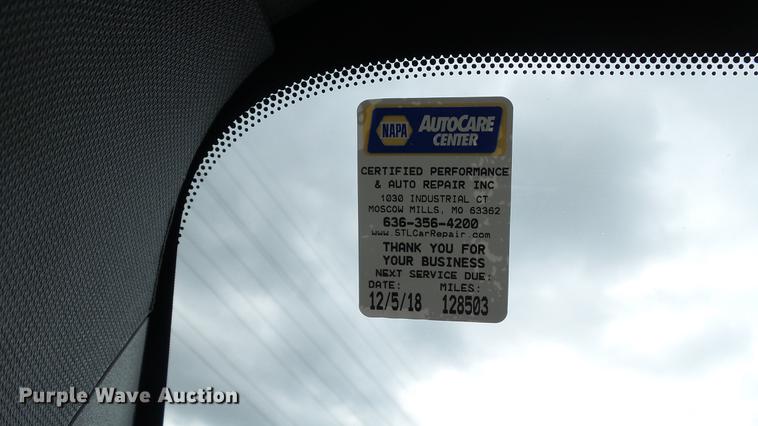 NAPA
AUTOCARE
CENTER
CERTIFIED PERFORMANCE
& AUTO REPAIR INC
1030 INDUSTRIAL CT
MOSCOW MILLS, MO 63362
636-356-4200
www.STLCarRepair.com
THANK YOU FOR
YOUR BUSINESS
NEXT SERVICE DUE:
DATE: MILES:
12/5/18 128503
Purple Wave Auction